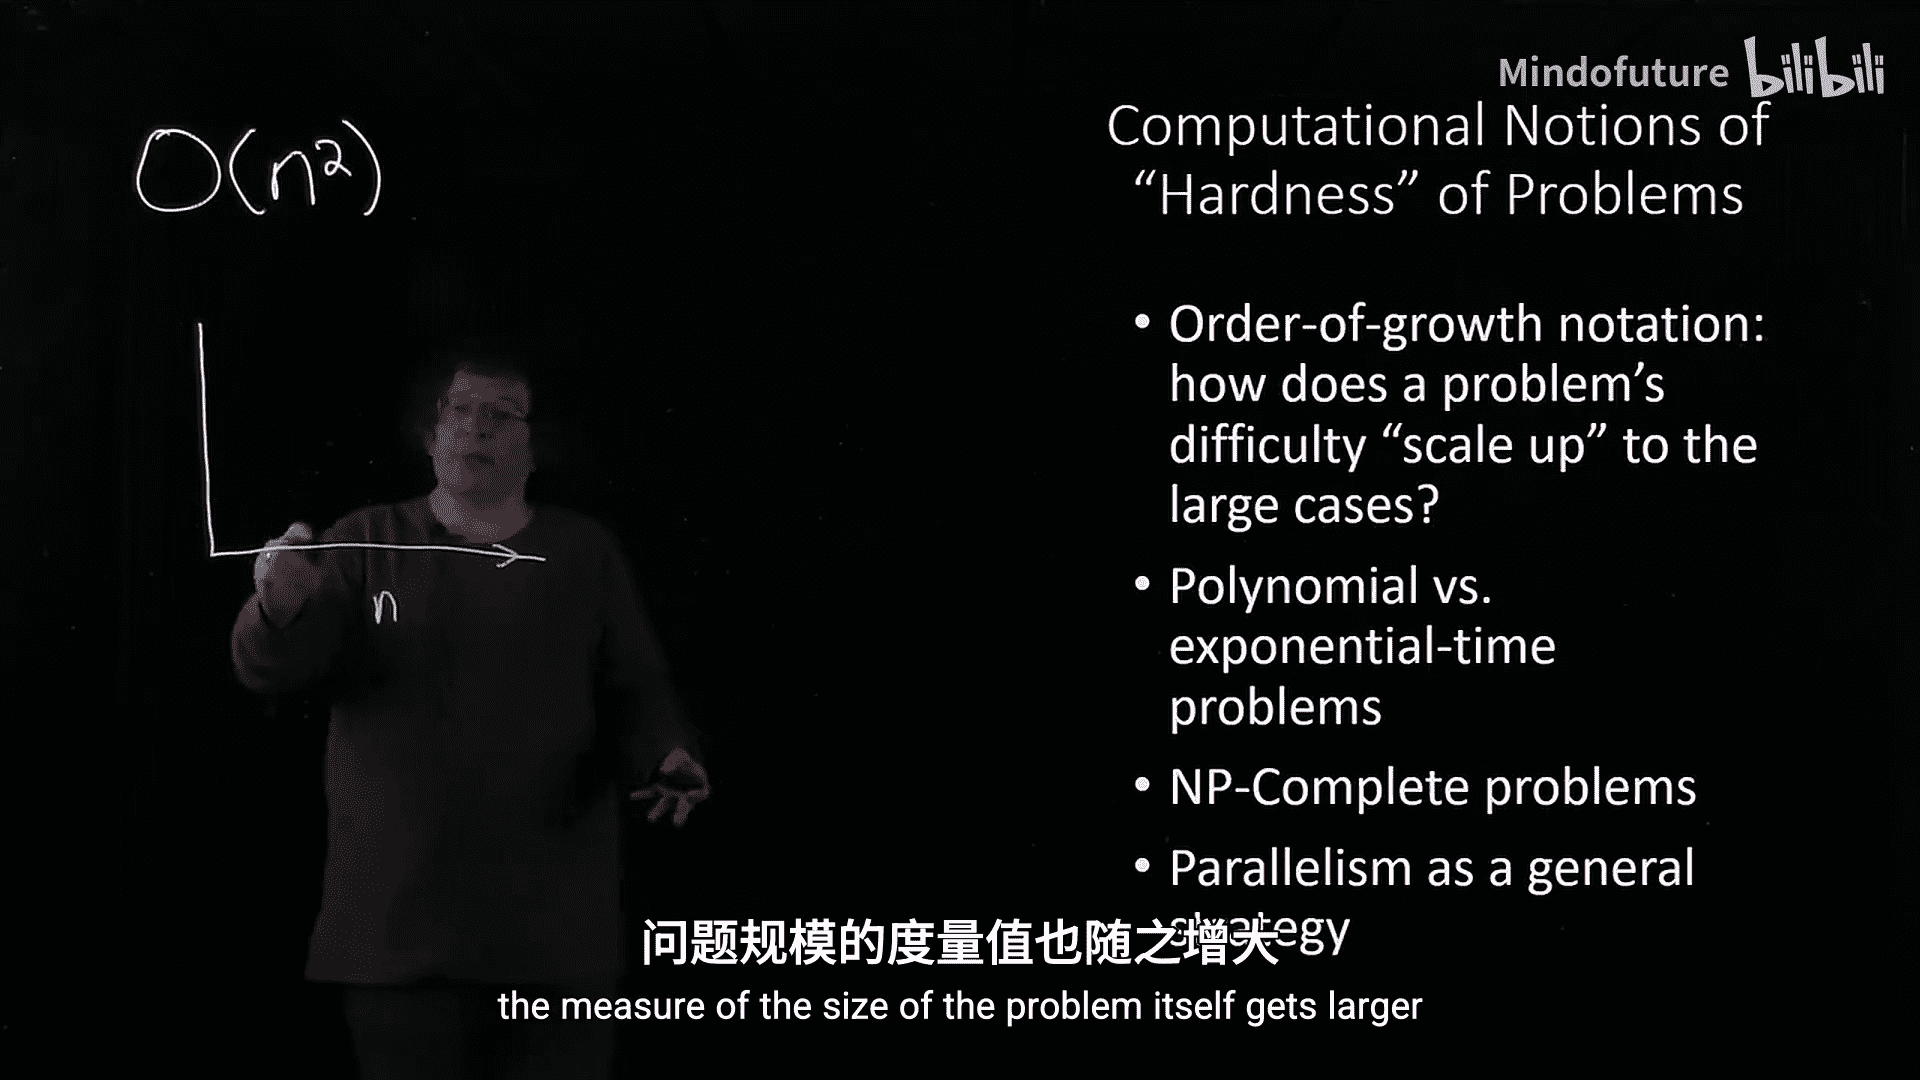 Mindofuture bilibili
O(n²)
n
Computational Notions of
“Hardness” of Problems
• Order-of-growth notation:
how does a problem’s
difficulty “scale up” to the
large cases?
• Polynomial vs.
exponential-time
problems
• NP-Complete problems
• Parallelism as a general
strategy
问题规模的度量值也随之增大
the measure of the size of the problem itself gets larger